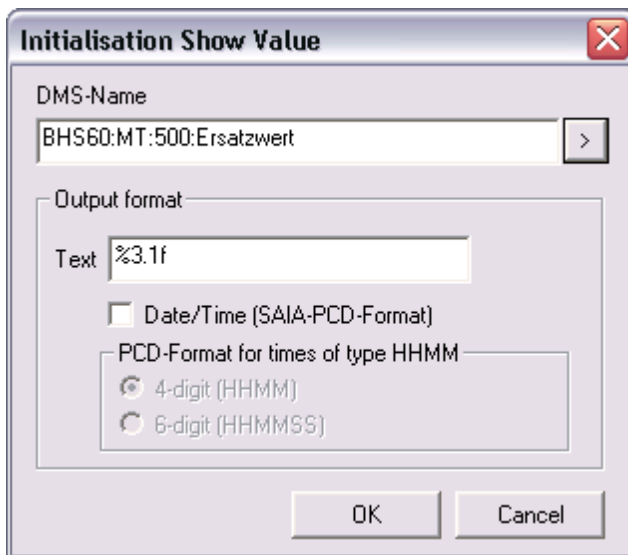 Initialisation Show Value
DMS-Name
BHS60:MT:500:Ersatzwert >
Output format
Text %3.1f
Date/Time (SAIA-PCD-Format)
PCD-Format for times of type HHMM
4-digit (HHMM)
6-digit (HHMMSS)
OK Cancel